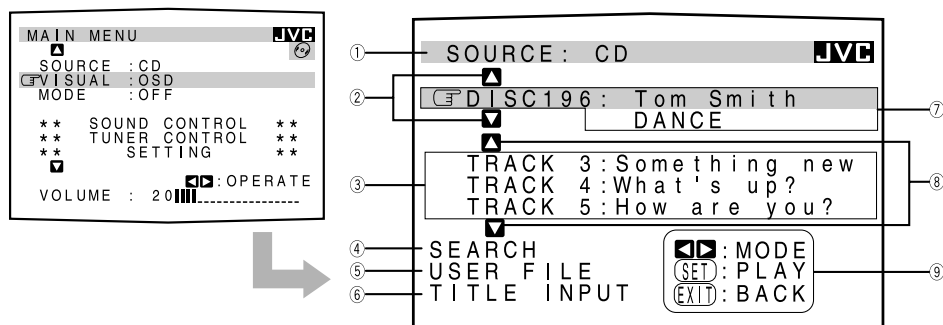 MAIN MENU JVC
SOURCE :CD
VISUAL :OSD
MODE :OFF
** SOUND CONTROL **
** TUNER CONTROL **
** SETTING **
:OPERATE
VOLUME : 20
① SOURCE: CD JVC
②
DISC196: Tom Smith
DANCE
⑦
③
TRACK 3:Something new
TRACK 4:What's up?
TRACK 5:How are you?
⑧
④ SEARCH
⑤ USER FILE
⑥ TITLE INPUT
:MODE
SET :PLAY
EXIT :BACK
⑨